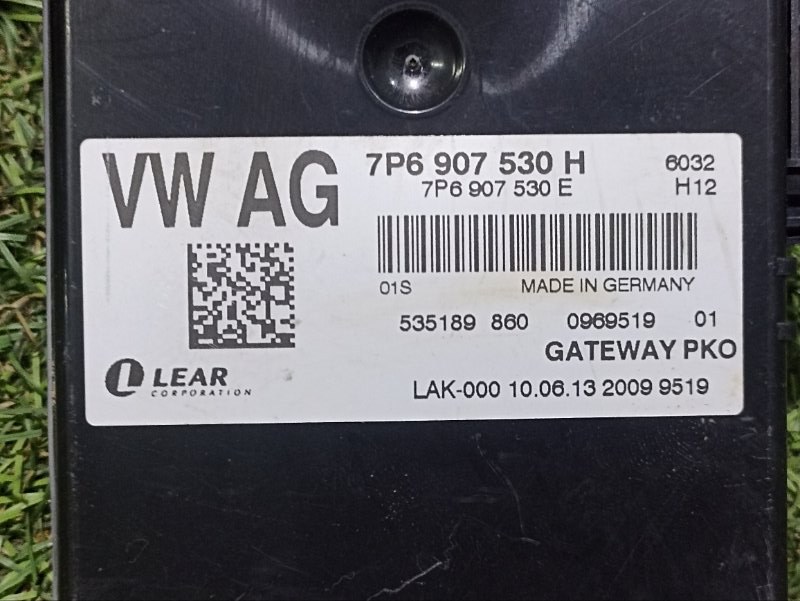 VW AG
7P6 907 530 H 6032
7P6 907 530 E H12
01S MADE IN GERMANY
535189 860 0969519 01
GATEWAY PKO
LEAR
CORPORATION
LAK-000 10.06.13 2009 9519